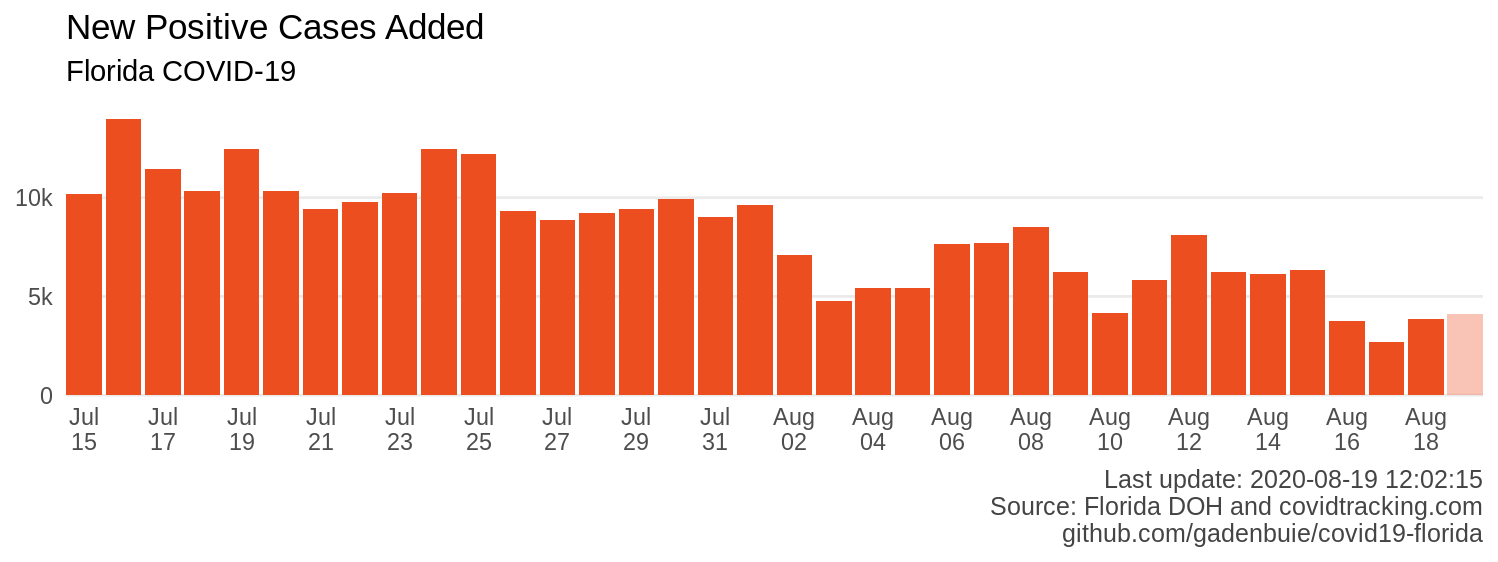 New Positive Cases Added
Florida COVID-19
10k
5k
0
Jul Jul Jul Jul Jul Jul Jul Jul Jul Aug Aug Aug Aug Aug Aug Aug Aug Aug
15 17 19 21 23 25 27 29 31 02 04 06 08 10 12 14 16 18
Last update: 2020-08-19 12:02:15
Source: Florida DOH and covidtracking.com
github.com/gadenbuie/covid19-florida